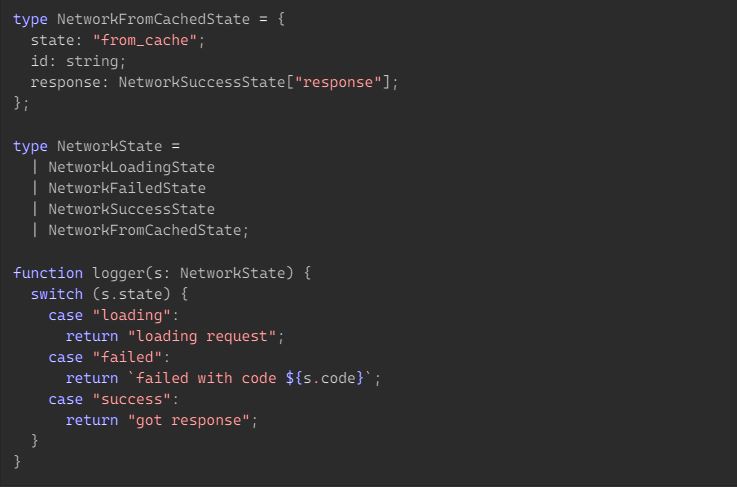 type NetworkFromCachedState = {
  state: "from_cache";
  id: string;
  response: NetworkSuccessState["response"];
};

type NetworkState =
  | NetworkLoadingState
  | NetworkFailedState
  | NetworkSuccessState
  | NetworkFromCachedState;

function logger(s: NetworkState) {
  switch (s.state) {
    case "loading":
      return "loading request";
    case "failed":
      return `failed with code ${s.code}`;
    case "success":
      return "got response";
  }
}